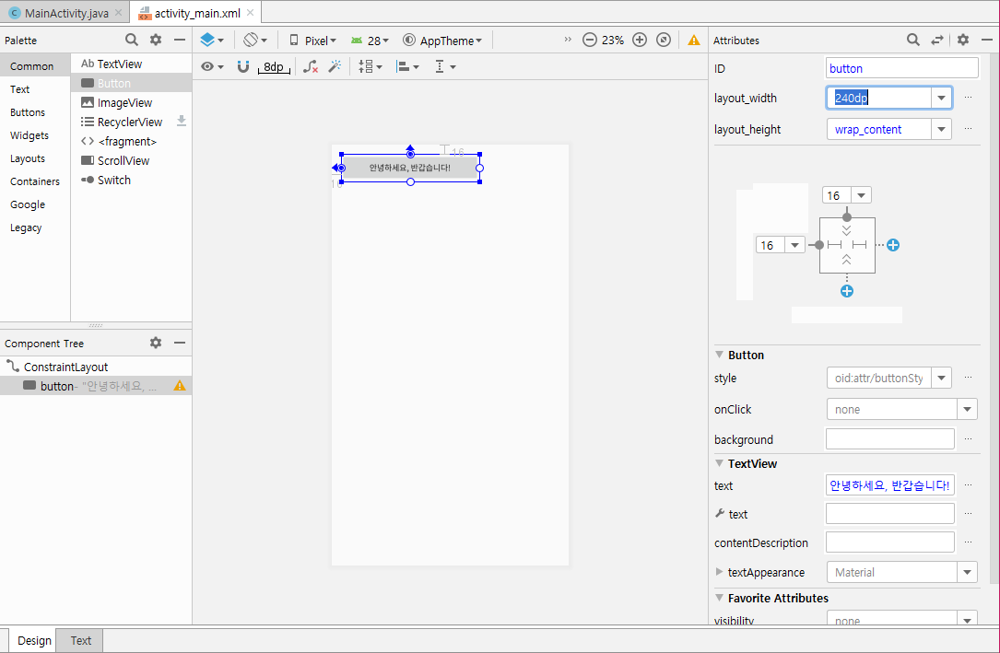 MainActivity.java
activity_main.xml
Palette
Pixel
28
AppTheme
23%
Attributes
8dp
Common
Text
Buttons
Widgets
Layouts
Containers
Google
Legacy
Ab TextView
Button
ImageView
RecyclerView
<fragment>
ScrollView
Switch
Component Tree
ConstraintLayout
button- "안녕하세요, ...
16
안녕하세요, 반갑습니다!
16
ID
button
layout_width
240dp
...
layout_height
wrap_content
...
16
16
Button
style
oid:attr/buttonSty
...
onClick
none
background
...
TextView
text
안녕하세요, 반갑습니다!
...
text
...
contentDescription
...
textAppearance
Material
Favorite Attributes
visibility
none
Design
Text